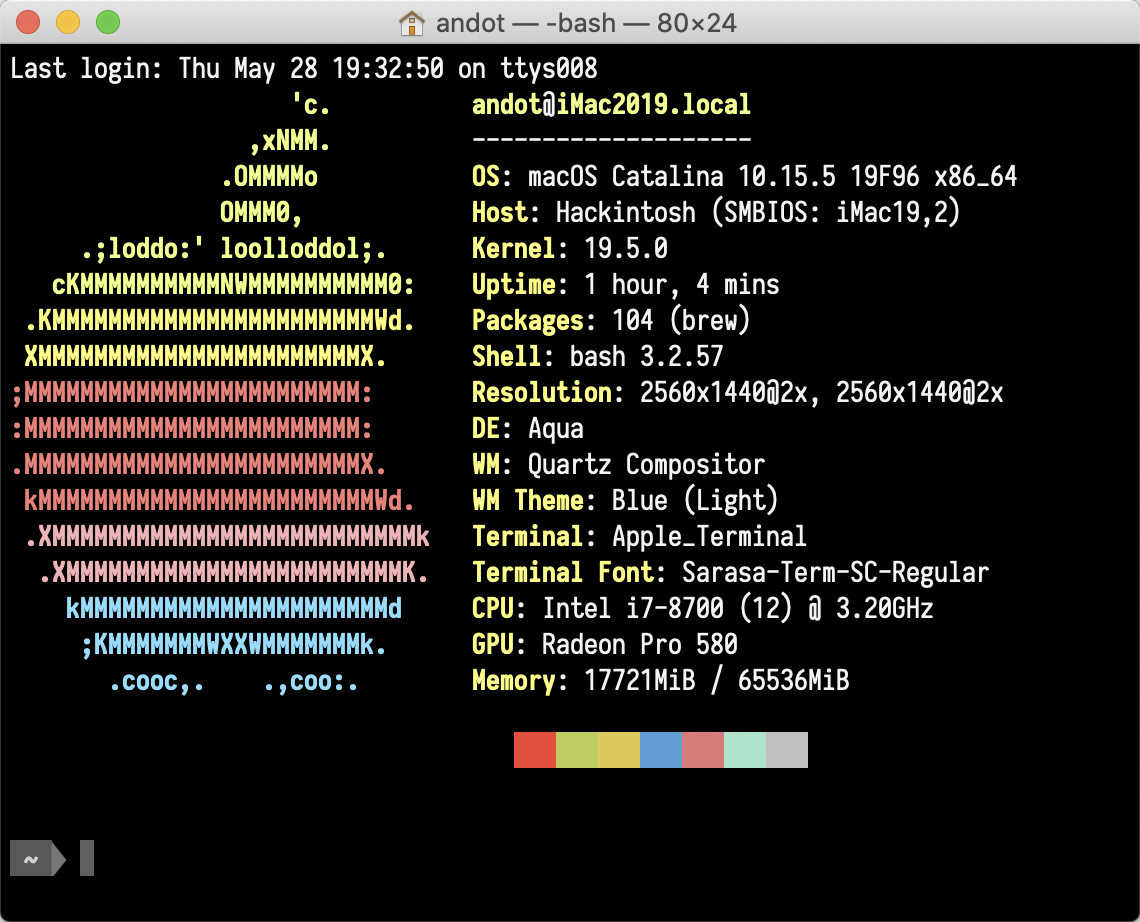 andot — -bash — 80×24
Last login: Thu May 28 19:32:50 on ttys008
                    'c.          andot@iMac2019.local
                 ,xNMM.          --------------------
               .OMMMMo           OS: macOS Catalina 10.15.5 19F96 x86_64
               OMMM0,            Host: Hackintosh (SMBIOS: iMac19,2)
     .;loddo:' loolloddol;.      Kernel: 19.5.0
   cKMMMMMMMMMMNWMMMMMMMMMM0:    Uptime: 1 hour, 4 mins
 .KMMMMMMMMMMMMMMMMMMMMMMMWd.    Packages: 104 (brew)
 XMMMMMMMMMMMMMMMMMMMMMMMX.      Shell: bash 3.2.57
;MMMMMMMMMMMMMMMMMMMMMMMM:       Resolution: 2560x1440@2x, 2560x1440@2x
:MMMMMMMMMMMMMMMMMMMMMMMM:       DE: Aqua
.MMMMMMMMMMMMMMMMMMMMMMMMX.      WM: Quartz Compositor
 kMMMMMMMMMMMMMMMMMMMMMMMMWd.    WM Theme: Blue (Light)
 .XMMMMMMMMMMMMMMMMMMMMMMMMMMk   Terminal: Apple_Terminal
  .XMMMMMMMMMMMMMMMMMMMMMMMMK.   Terminal Font: Sarasa-Term-SC-Regular
    kMMMMMMMMMMMMMMMMMMMMMMd     CPU: Intel i7-8700 (12) @ 3.20GHz
     ;KMMMMMMMWXXWMMMMMMMk.      GPU: Radeon Pro 580
       .cooc,.    .,coo:.        Memory: 17721MiB / 65536MiB
~